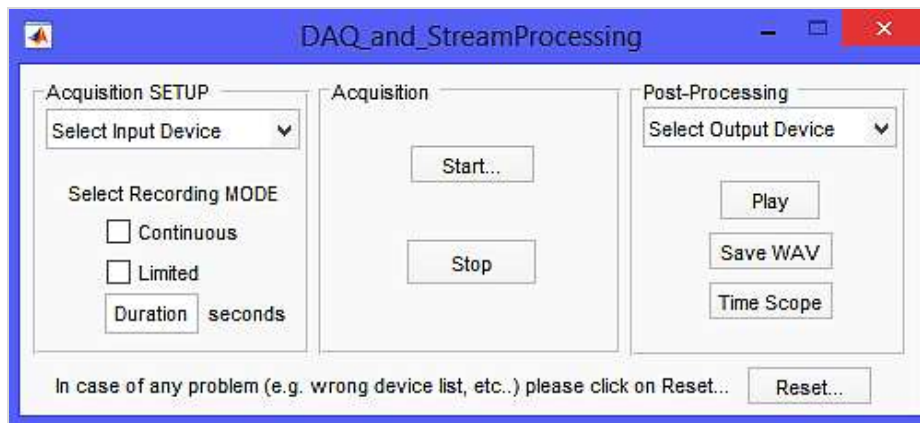 DAQ_and_StreamProcessing
Acquisition SETUP
Select Input Device
Select Recording MODE
Continuous
Limited
Duration seconds
Acquisition
Start...
Stop
Post-Processing
Select Output Device
Play
Save WAV
Time Scope
In case of any problem (e.g. wrong device list, etc..) please click on Reset... Reset...